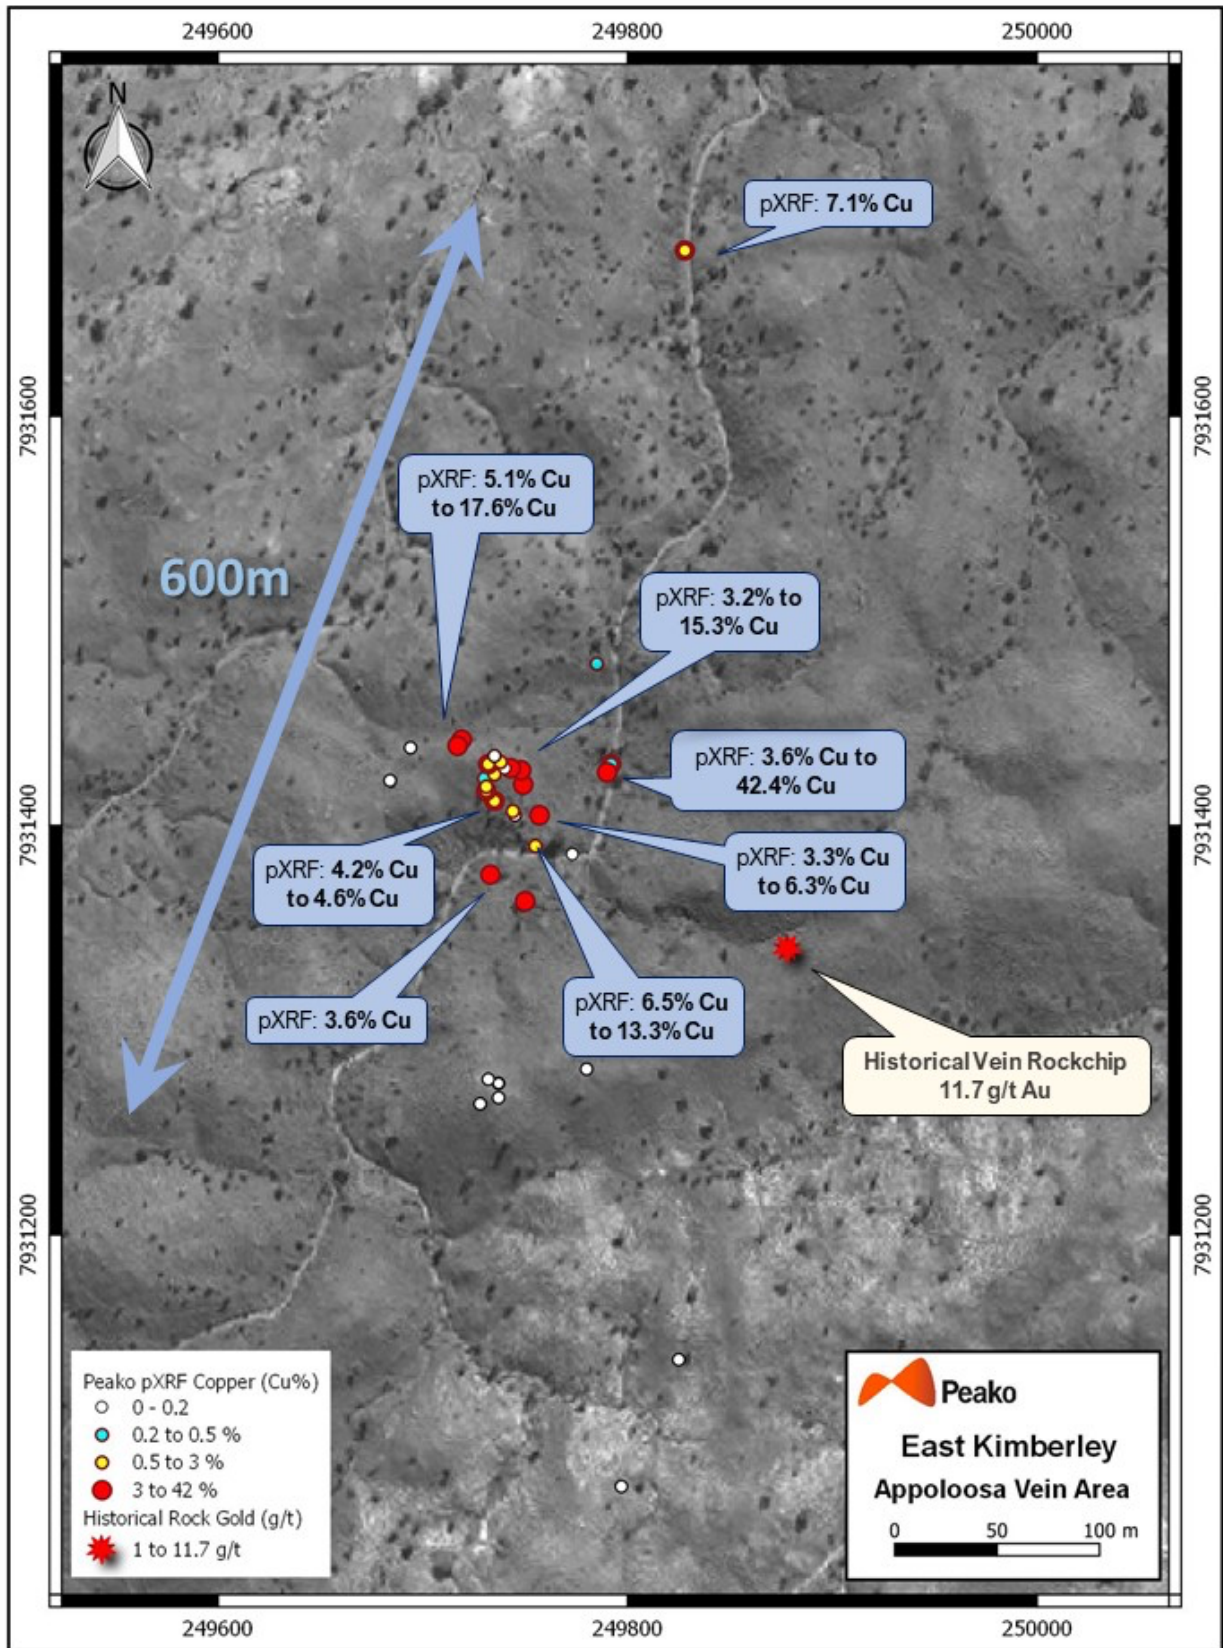 249600
249800
250000
N
pXRF: 7.1% Cu
7931600
7931600
pXRF: 5.1% Cu
to 17.6% Cu
600m
pXRF: 3.2% to
15.3% Cu
pXRF: 3.6% Cu to
42.4% Cu
7931400
7931400
pXRF: 4.2% Cu
to 4.6% Cu
pXRF: 3.3% Cu
to 6.3% Cu
pXRF: 3.6% Cu
pXRF: 6.5% Cu
to 13.3% Cu
Historical Vein Rockchip
11.7 g/t Au
7931200
7931200
Peako pXRF Copper (Cu%)
0 - 0.2
0.2 to 0.5 %
0.5 to 3 %
3 to 42 %
Historical Rock Gold (g/t)
1 to 11.7 g/t
Peako
East Kimberley
Appoloosa Vein Area
0 50 100 m
249600
249800
250000